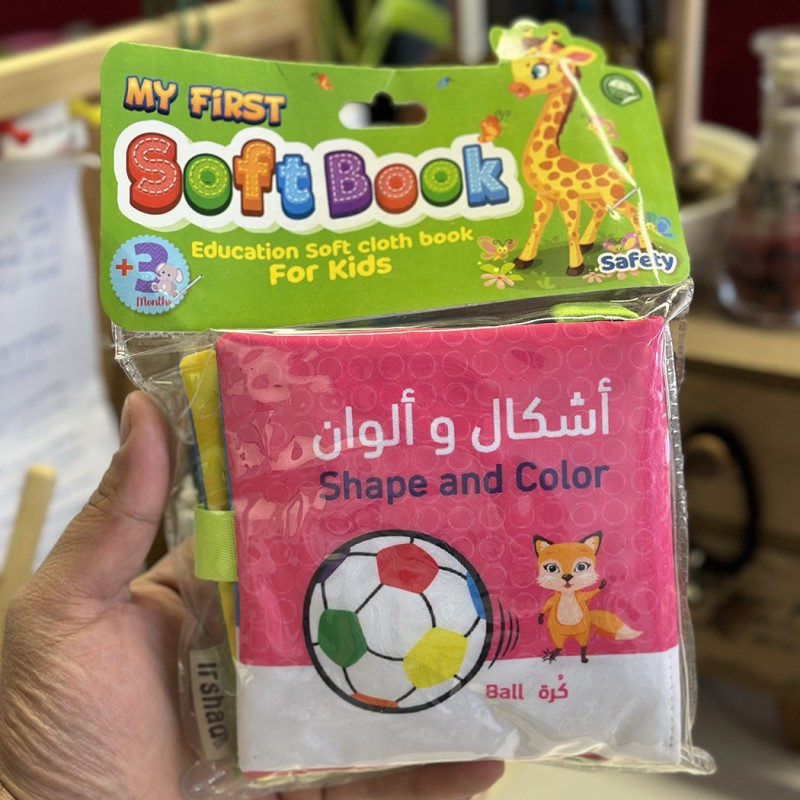 MY FIRST
Soft Book
Education Soft cloth book
For Kids
+3
Months
Safety
أشكال و ألوان
Shape and Color
Ball كُرة
Irshad